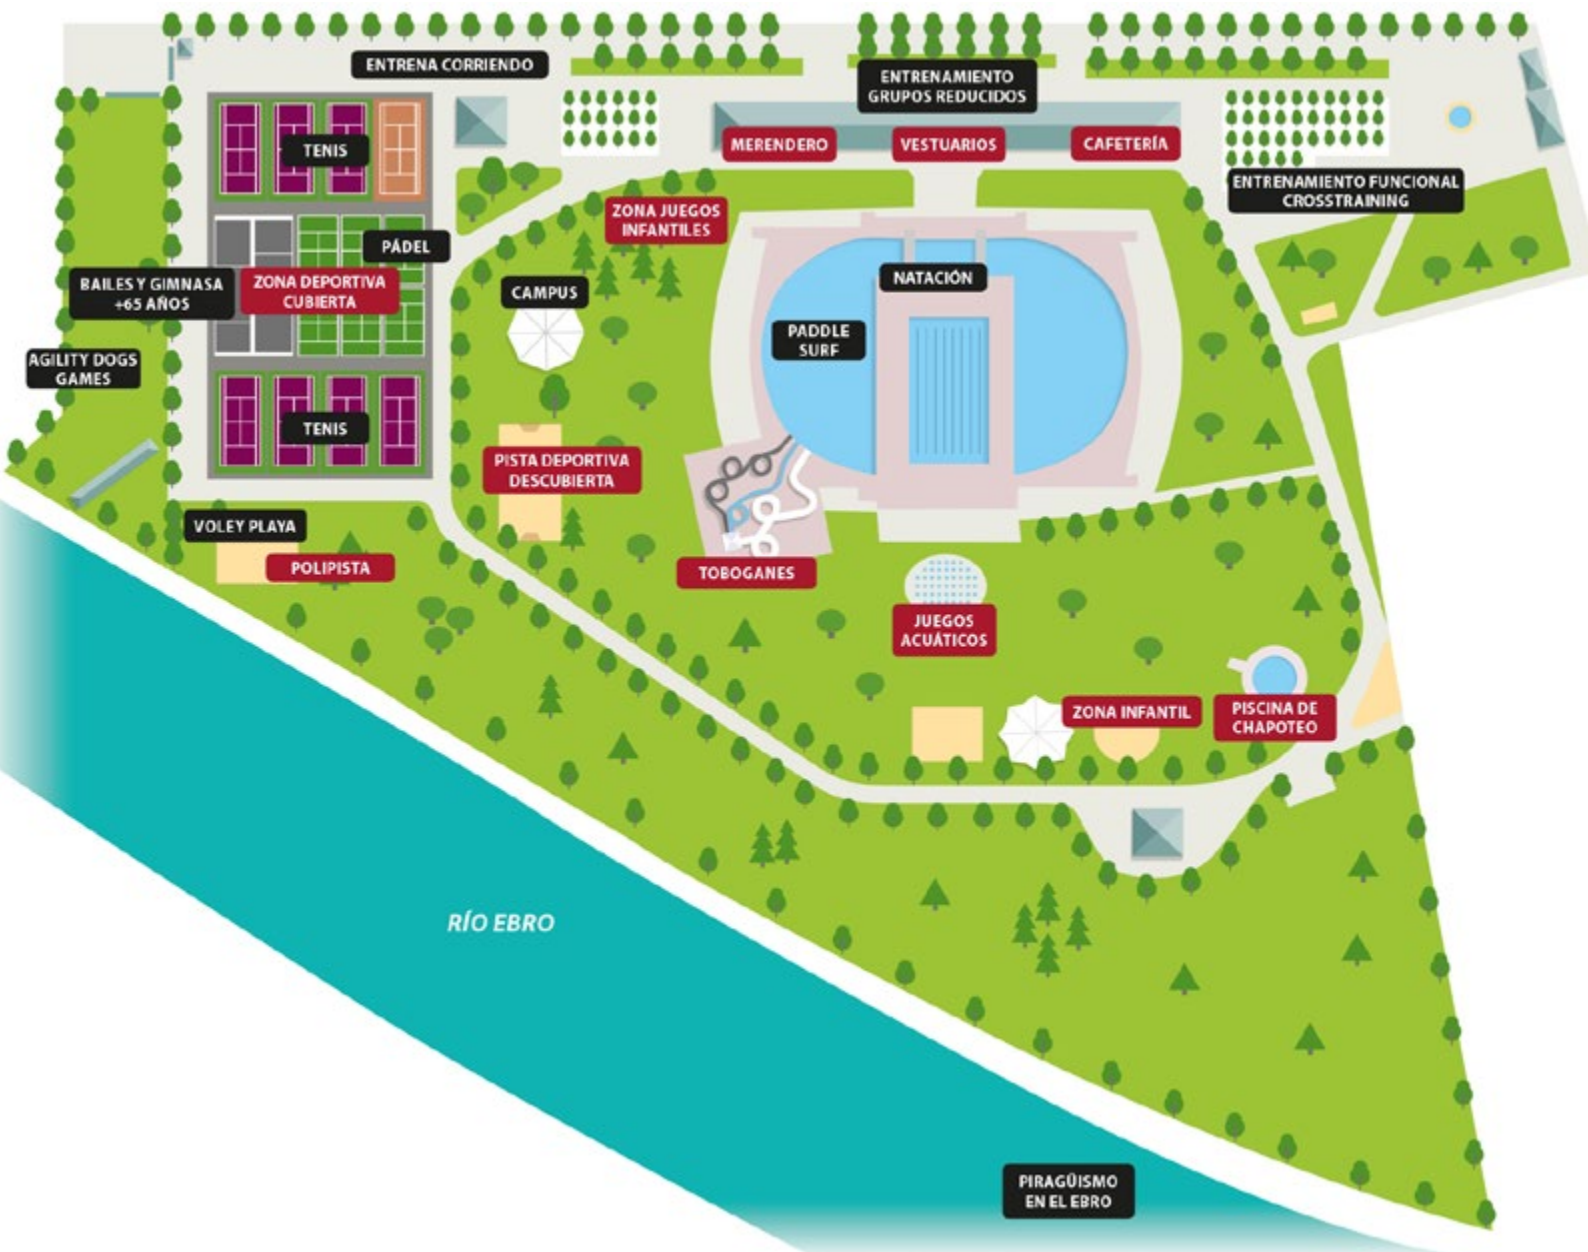 ENTRENA CORRIENDO
ENTRENAMIENTO
GRUPOS REDUCIDOS
MERENDERO
VESTUARIOS
CAFETERÍA
TENIS
ENTRENAMIENTO FUNCIONAL
CROSSTRAINING
ZONA JUEGOS
INFANTILES
PÁDEL
BAILES Y GIMNASA
+65 AÑOS
ZONA DEPORTIVA
CUBIERTA
CAMPUS
NATACIÓN
PADDLE
SURF
AGILITY DOGS
GAMES
TENIS
PISTA DEPORTIVA
DESCUBIERTA
VOLEY PLAYA
POLIPISTA
TOBOGANES
JUEGOS
ACUÁTICOS
ZONA INFANTIL
PISCINA DE
CHAPOTEO
RÍO EBRO
PIRAGÜISMO
EN EL EBRO